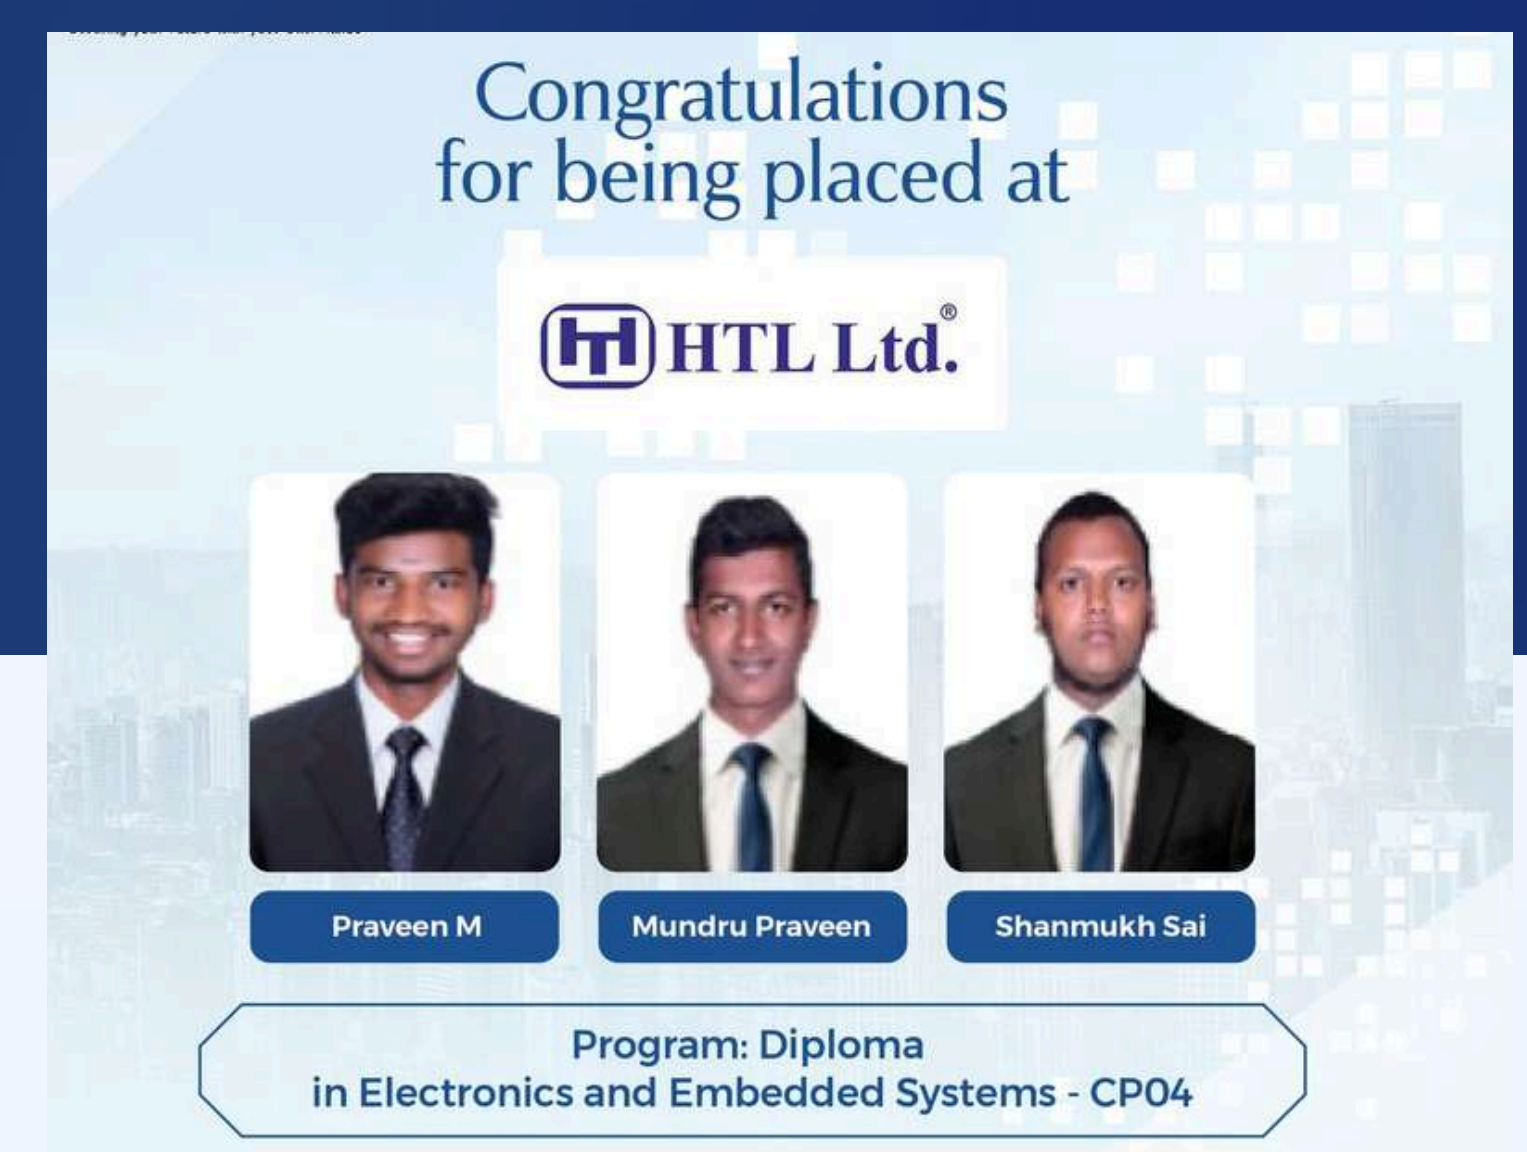 Congratulations
for being placed at
HTL Ltd.®
Praveen M
Mundru Praveen
Shanmukh Sai
Program: Diploma
in Electronics and Embedded Systems - CP04